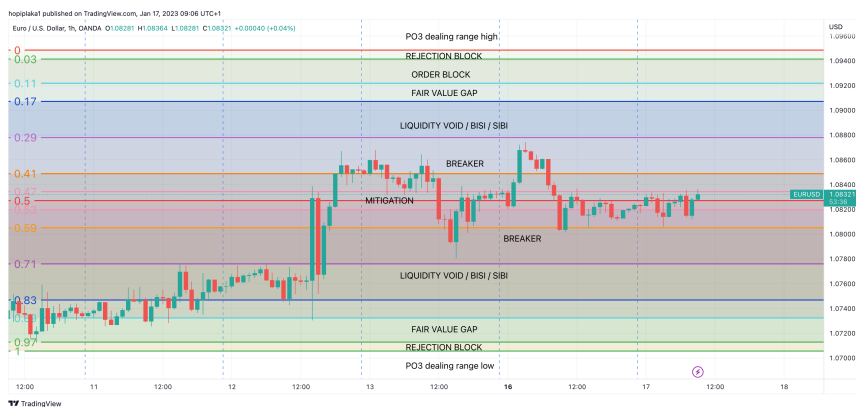 hopiplaka1 published on TradingView.com, Jan 17, 2023 09:06 UTC+1
Euro / U.S. Dollar, 1h, OANDA O1.08281 H1.08364 L1.08281 C1.08321 +0.00040 (+0.04%)
USD
PO3 dealing range high
1.09600
0
REJECTION BLOCK
0.03
1.09400
ORDER BLOCK
0.11
1.09200
FAIR VALUE GAP
0.17
1.09000
LIQUIDITY VOID / BISI / SIBI
1.08800
0.29
1.08600
BREAKER
0.41
1.08400
0.47
EURUSD
1.08321
53:36
0.5
MITIGATION
0.53
1.08200
0.59
1.08000
BREAKER
1.07800
0.71
LIQUIDITY VOID / BISI / SIBI
1.07600
0.83
1.07400
FAIR VALUE GAP
1.07200
0.97
REJECTION BLOCK
1
1.07000
PO3 dealing range low
12:00 11 12:00 12 12:00 13 12:00 16 12:00 17 12:00 18
TradingView